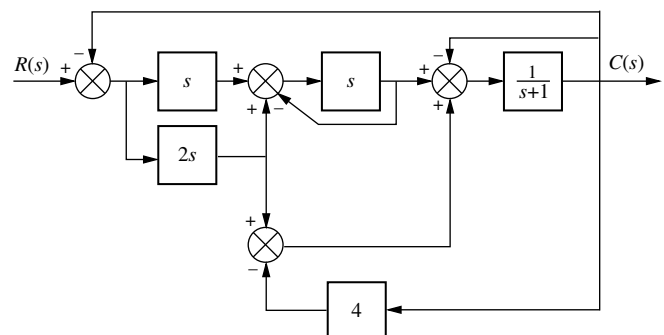 −
−
R(s) + s + s + 1 C(s)
s+1
−
+ +
2s
+
−
4